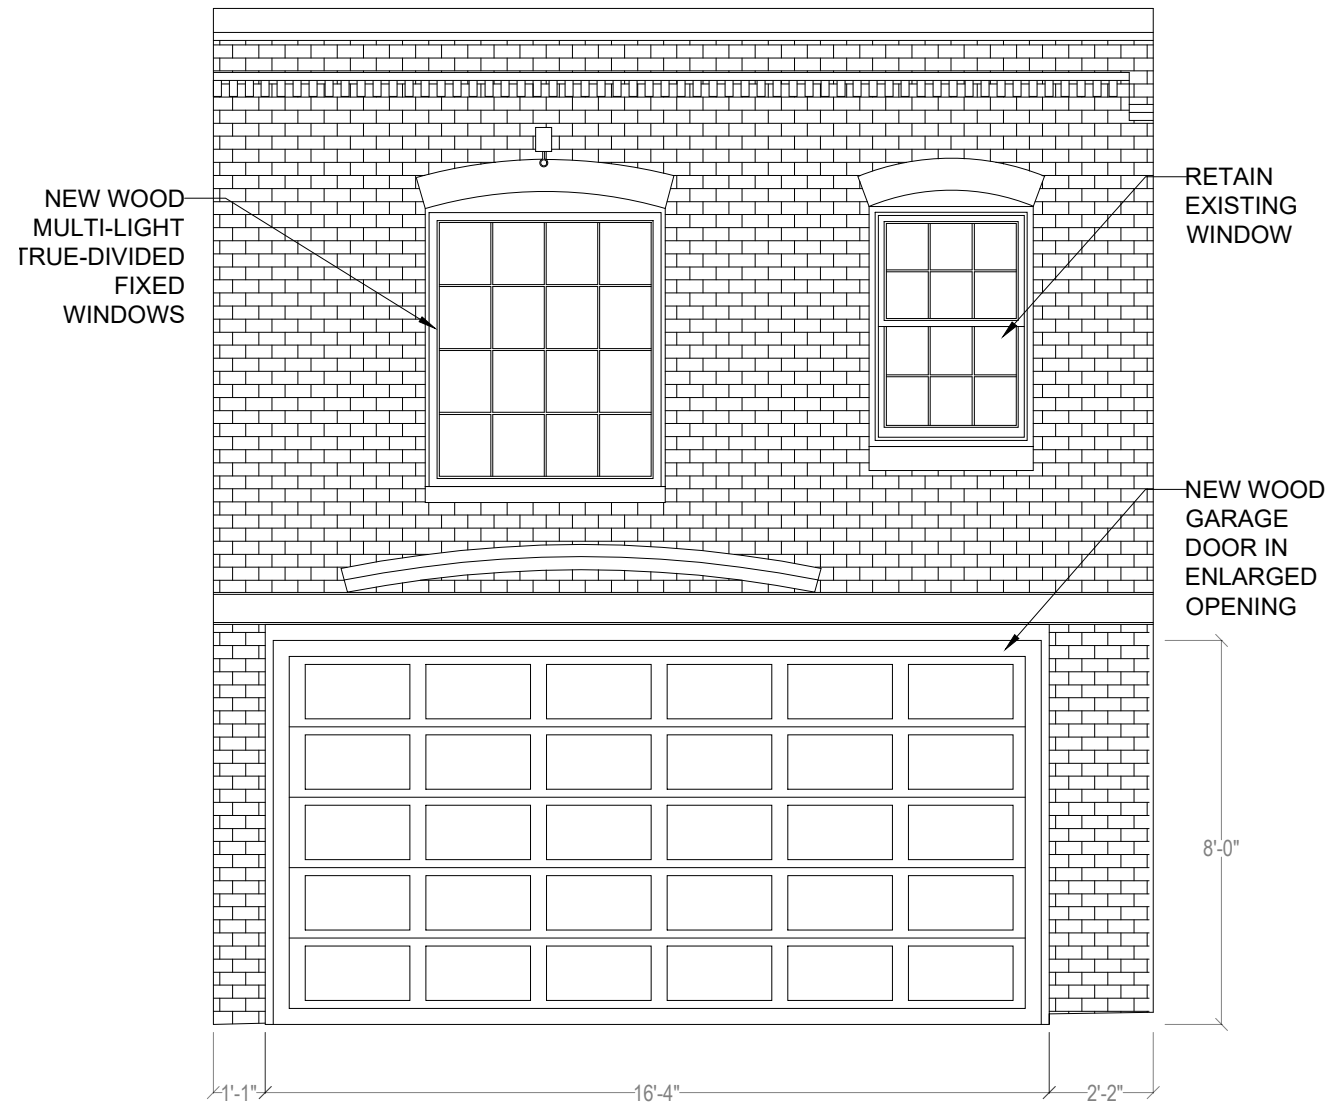 NEW WOOD
MULTI-LIGHT
TRUE-DIVIDED
FIXED
WINDOWS
RETAIN
EXISTING
WINDOW
NEW WOOD
GARAGE
DOOR IN
ENLARGED
OPENING
8'-0"
1'-1"
16'-4"
2'-2"